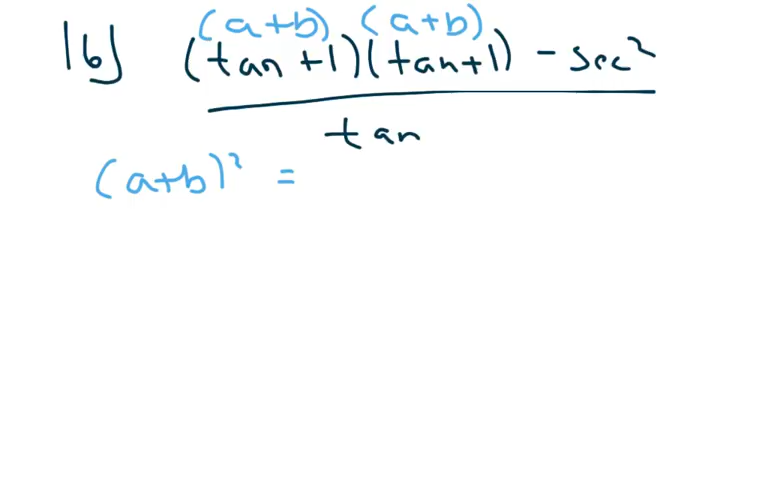 (a+b) (a+b)
16) (tan +1)(tan+1) - sec²
tan
(a+b)² =